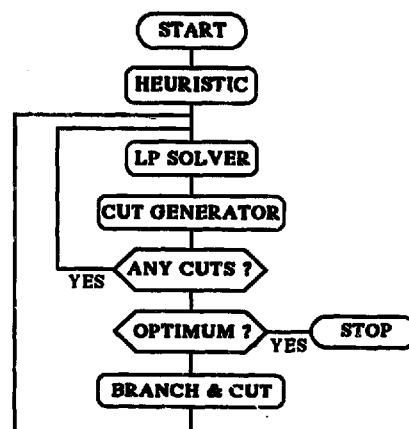 START
HEURISTIC
LP SOLVER
CUT GENERATOR
ANY CUTS ?
YES
OPTIMUM ?
YES
STOP
BRANCH & CUT